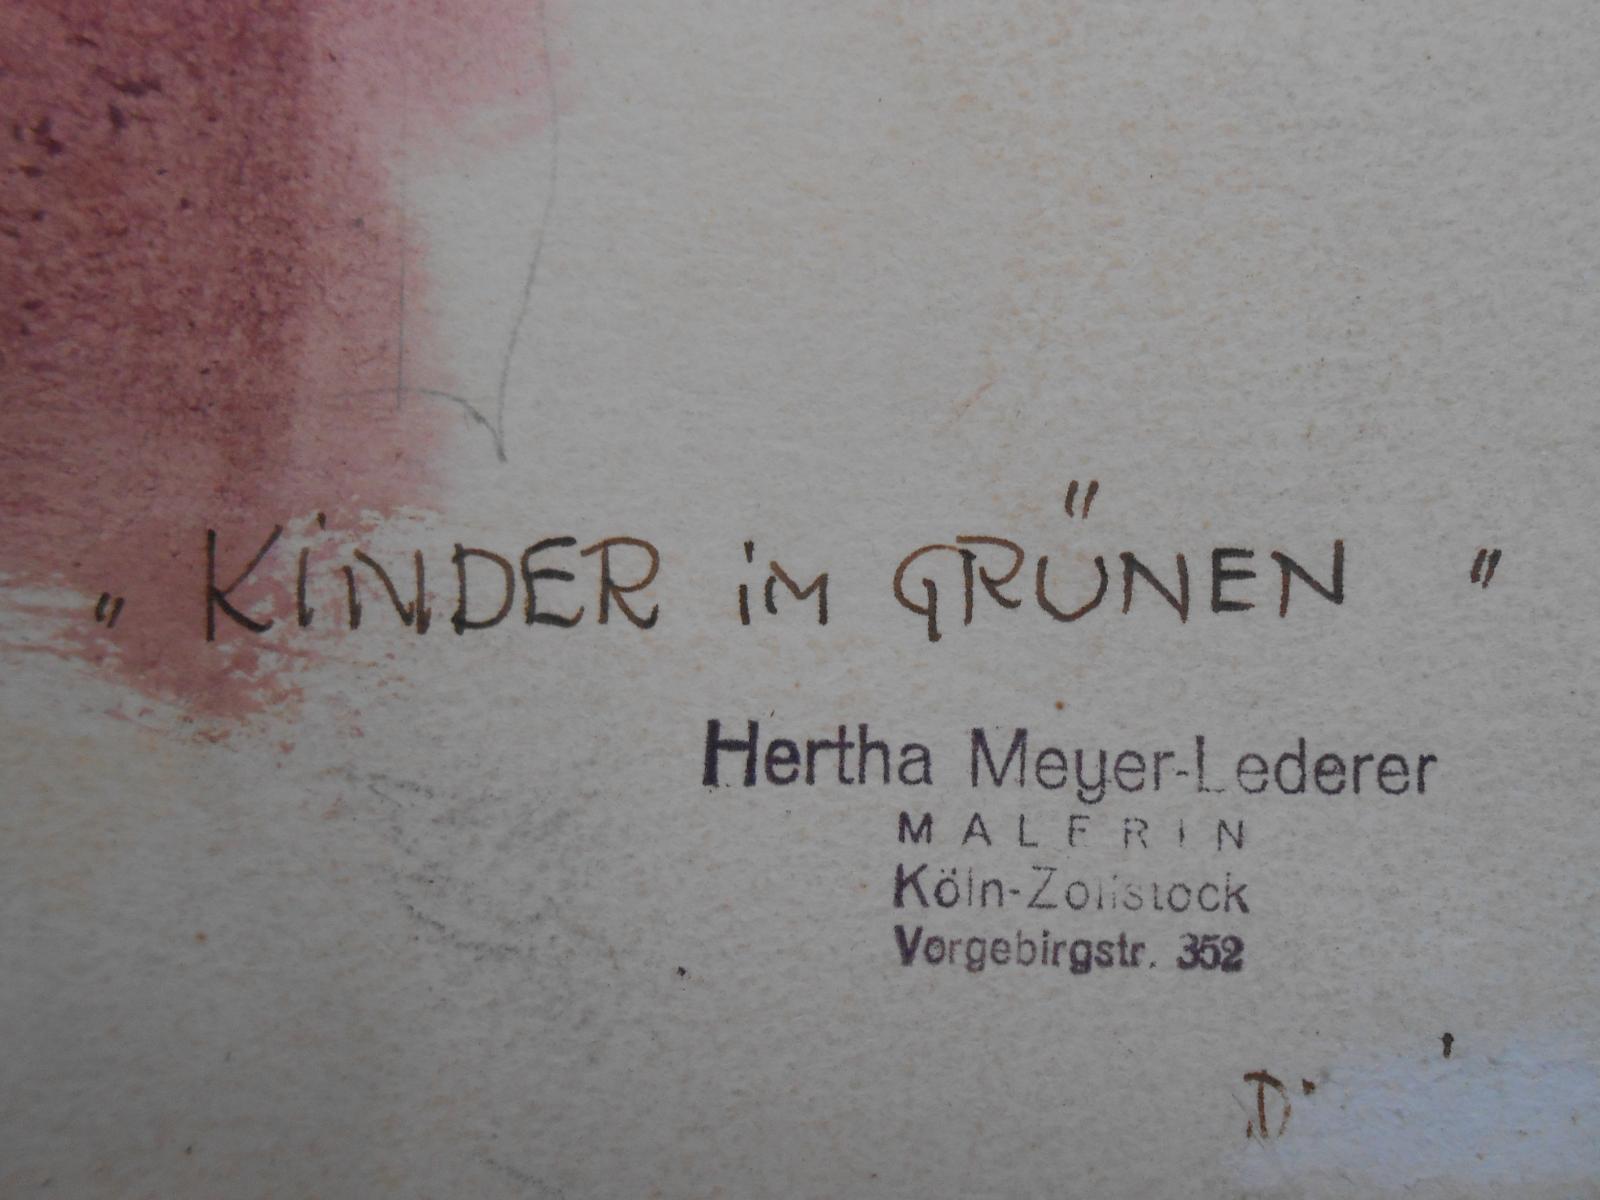 „ KINDER im GRÜNEN "
Hertha Meyer-Lederer
MALERIN
Köln-Zollstock
Vorgebirgstr. 352